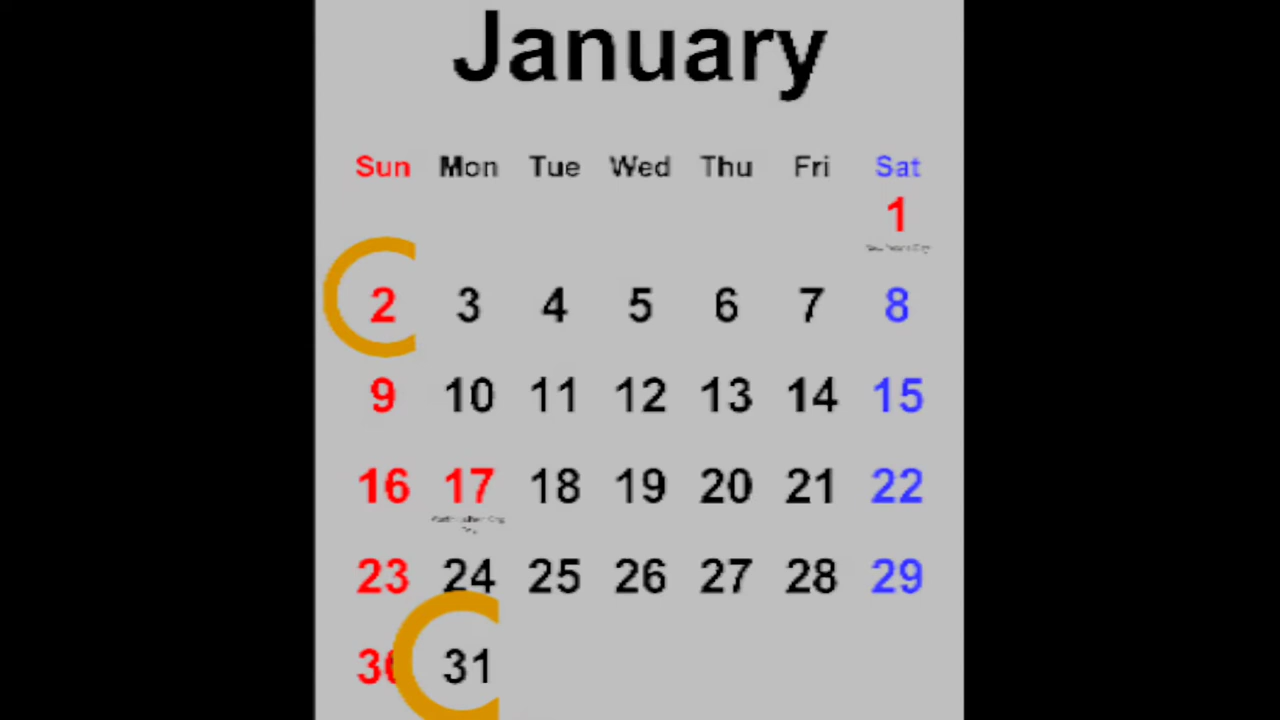 January
Sun Mon Tue Wed Thu Fri Sat
1
2 3 4 5 6 7 8
9 10 11 12 13 14 15
16 17 18 19 20 21 22
23 24 25 26 27 28 29
30 31